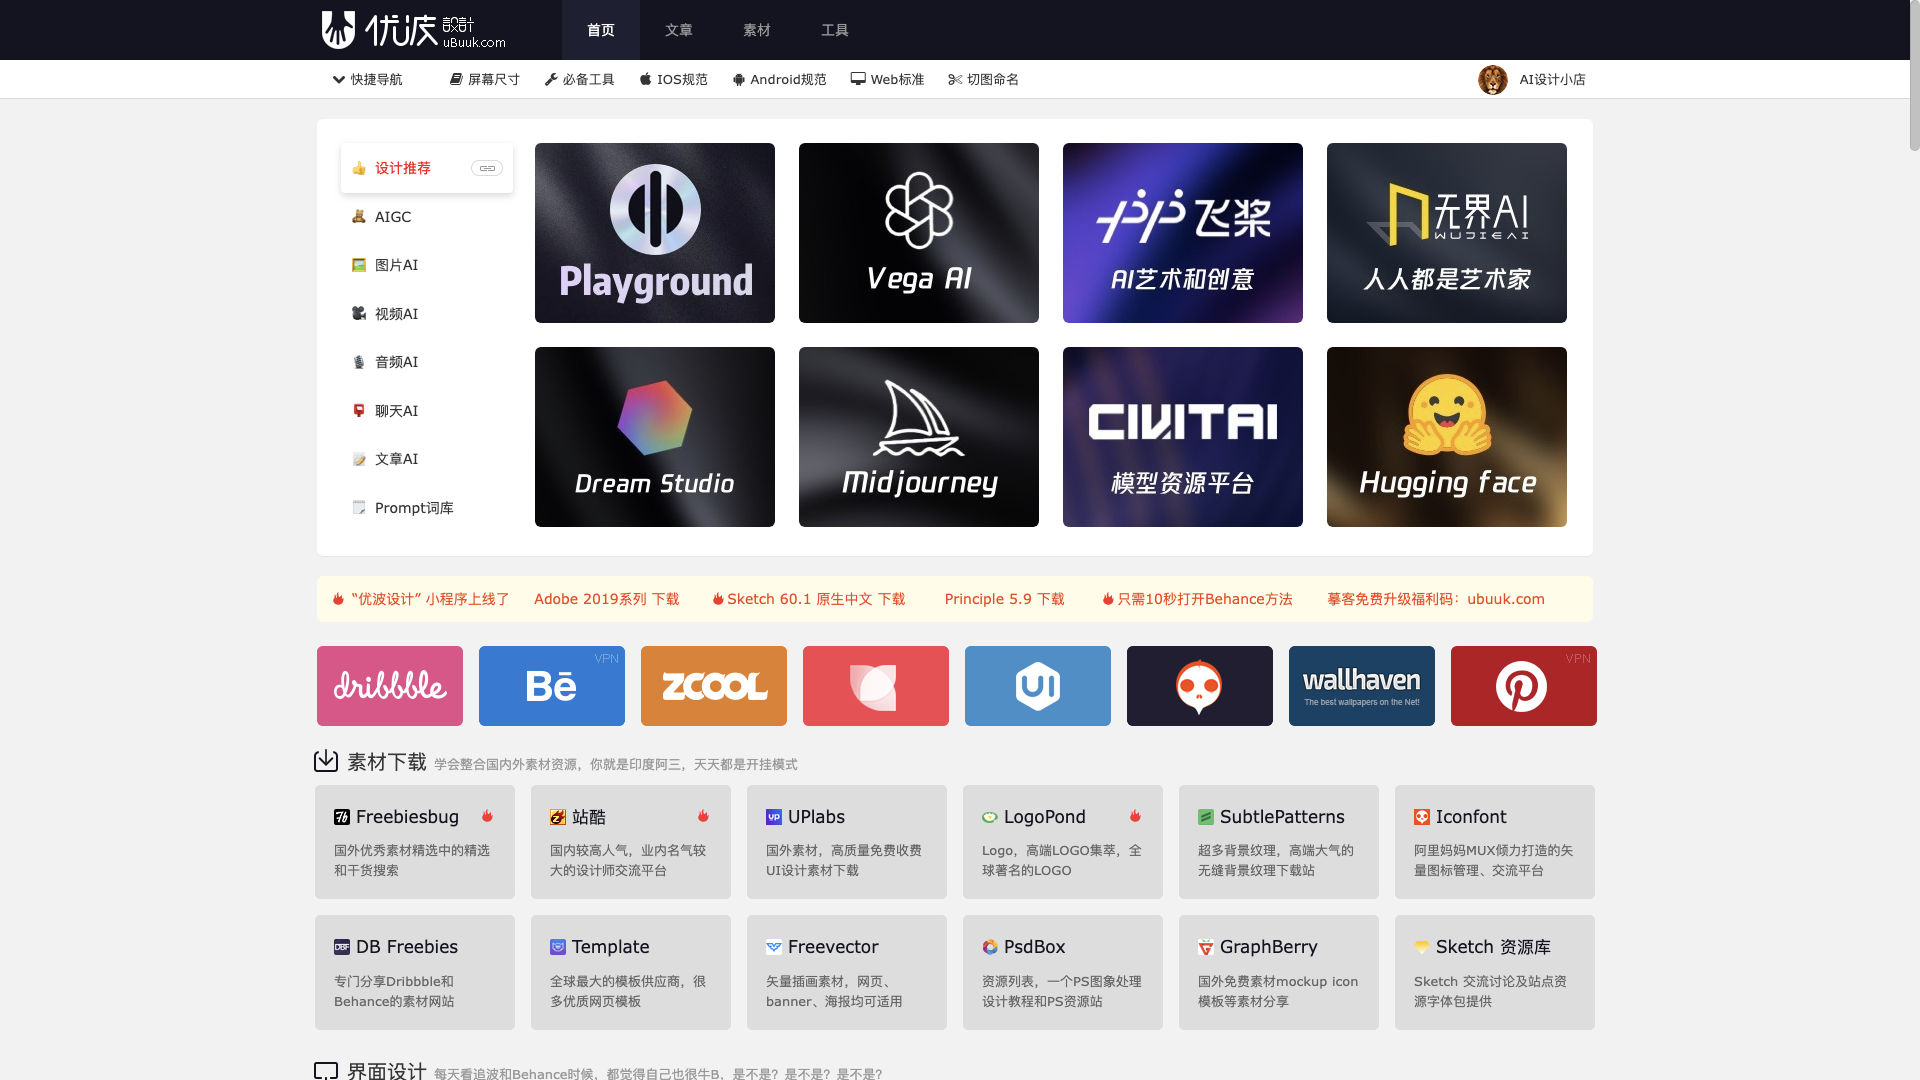 优波 設計 uBuuk.com 首页 文章 素材 工具
快捷导航 屏幕尺寸 必备工具 IOS规范 Android规范 Web标准 切图命名 AI设计小店
设计推荐
AIGC
图片AI
视频AI
音频AI
聊天AI
文章AI
Prompt词库
Playground
Vega AI
飞桨
AI艺术和创意
无界AI
WUJIEAI
人人都是艺术家
Dream Studio
Midjourney
CIVITAI
模型资源平台
Hugging face
“优波设计” 小程序上线了 Adobe 2019系列 下载 Sketch 60.1 原生中文 下载 Principle 5.9 下载 只需10秒打开Behance方法 摹客免费升级福利码：ubuuk.com
dribbble
VPN
Bē
ZCOOL
UI
wallhaven
The best wallpapers on the Net!
VPN
素材下载 学会整合国内外素材资源，你就是印度阿三，天天都是开挂模式
Freebiesbug
国外优秀素材精选中的精选
和干货搜索
站酷
国内较高人气，业内名气较
大的设计师交流平台
UPlabs
国外素材，高质量免费收费
UI设计素材下载
LogoPond
Logo，高端LOGO集萃，全
球著名的LOGO
SubtlePatterns
超多背景纹理，高端大气的
无缝背景纹理下载站
Iconfont
阿里妈妈MUX倾力打造的矢
量图标管理、交流平台
DBF DB Freebies
专门分享Dribbble和
Behance的素材网站
Template
全球最大的模板供应商，很
多优质网页模板
Freevector
矢量插画素材，网页、
banner、海报均可适用
PsdBox
资源列表，一个PS图象处理
设计教程和PS资源站
GraphBerry
国外免费素材mockup icon
模板等素材分享
Sketch 资源库
Sketch 交流讨论及站点资
源字体包提供
界面设计 每天看追波和Behance时候，都觉得自己也很牛B，是不是？是不是？是不是？